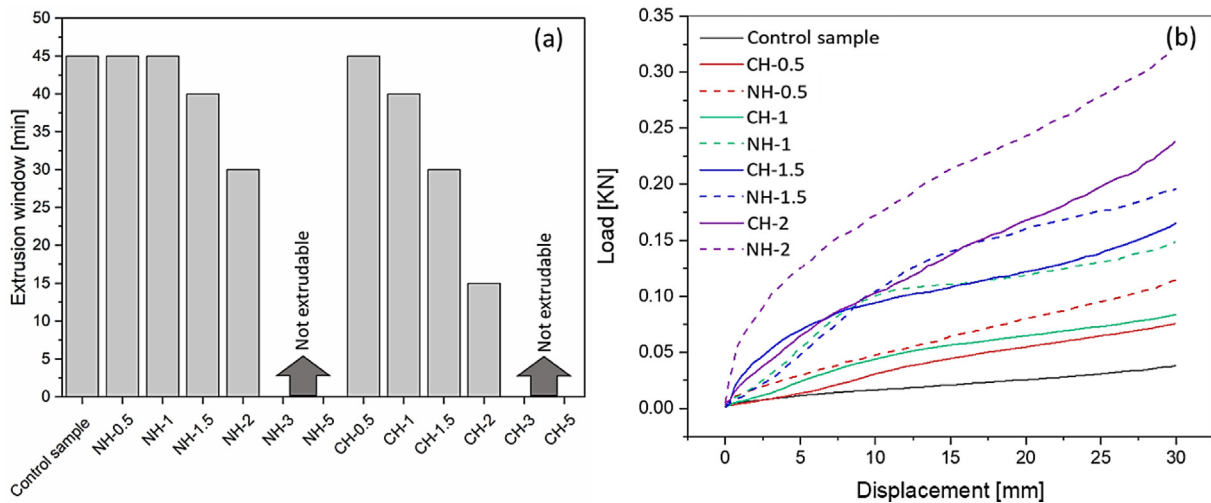 (a)
Extrusion window [min]
50
45
40
35
30
25
20
15
10
5
0
Not extrudable
Not extrudable
Control sample
NH-0.5
NH-1
NH-1.5
NH-2
NH-3
NH-5
CH-0.5
CH-1
CH-1.5
CH-2
CH-3
CH-5
(b)
Load [KN]
0.35
0.30
0.25
0.20
0.15
0.10
0.05
0.00
Control sample
CH-0.5
NH-0.5
CH-1
NH-1
CH-1.5
NH-1.5
CH-2
NH-2
0 5 10 15 20 25 30
Displacement [mm]